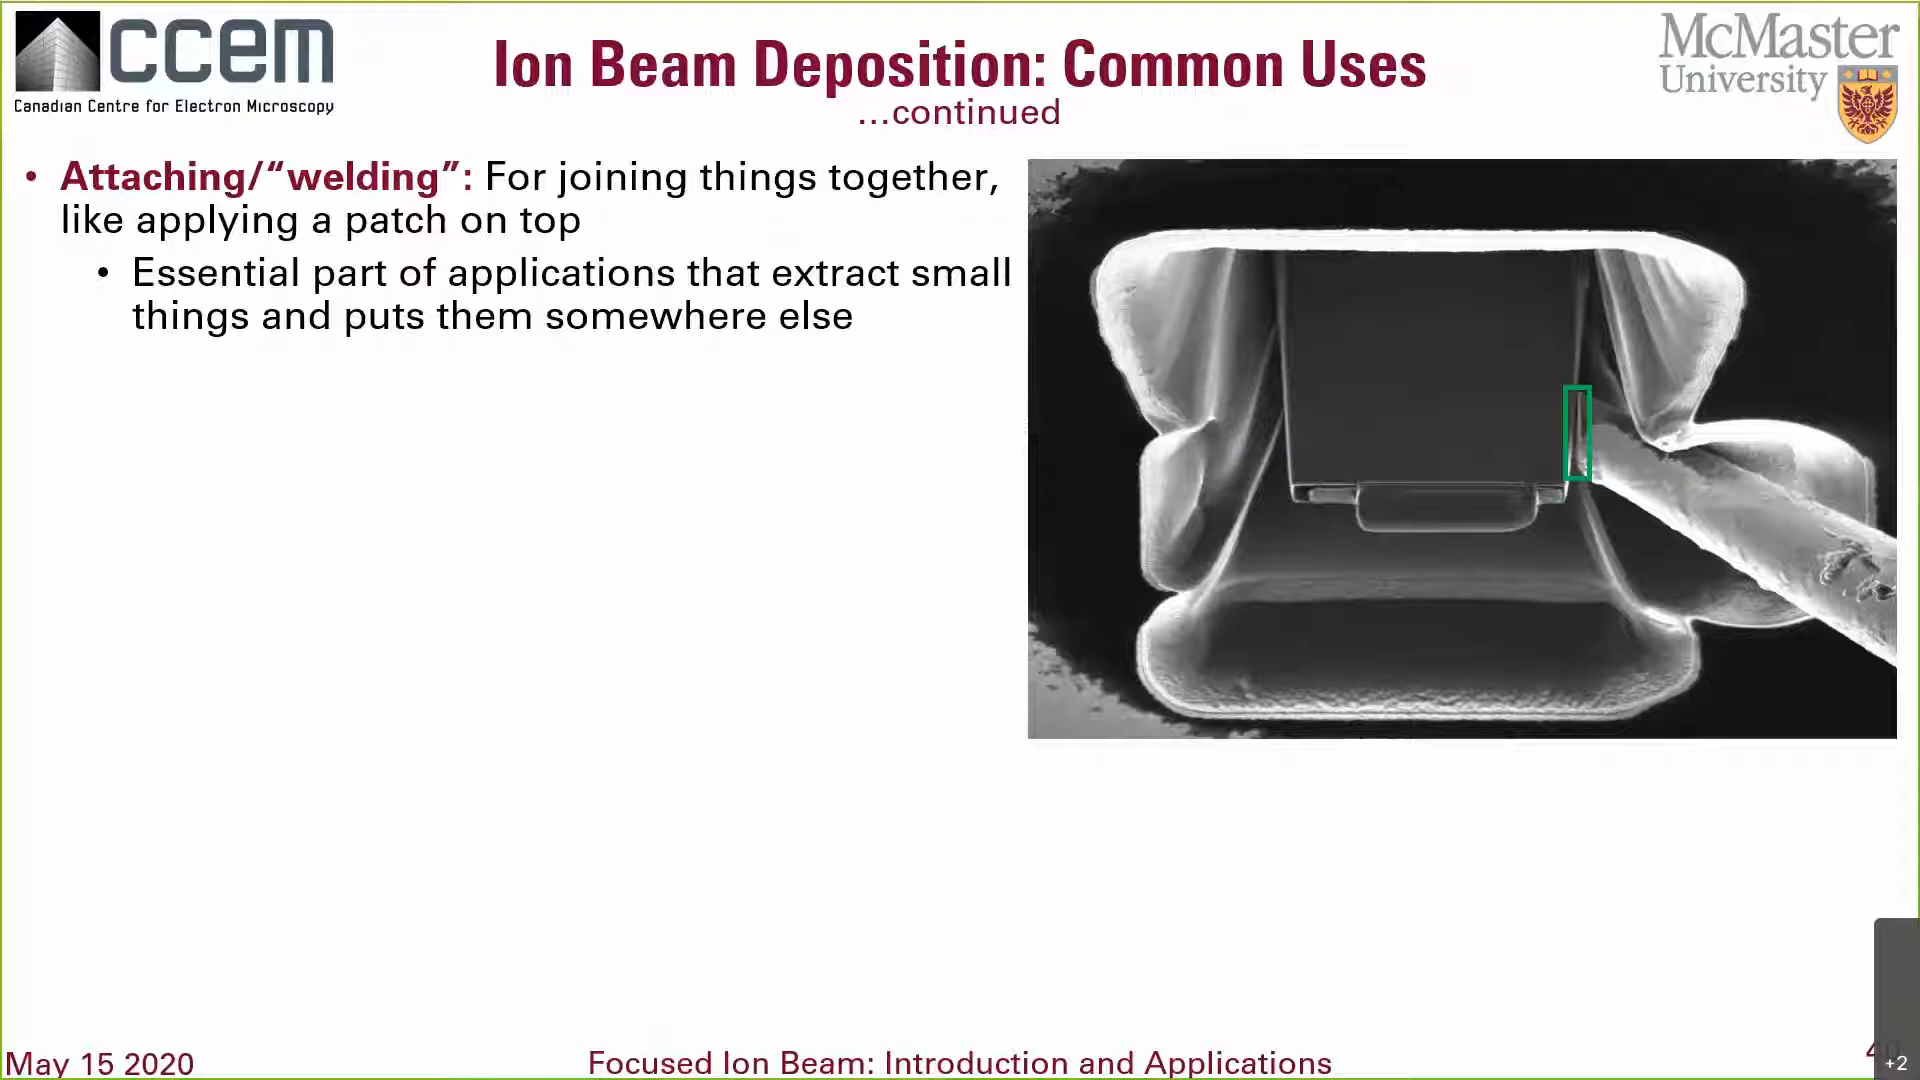 ccem
Canadian Centre for Electron Microscopy
Ion Beam Deposition: Common Uses
...continued
McMaster
University
• Attaching/“welding”: For joining things together,
like applying a patch on top
• Essential part of applications that extract small
things and puts them somewhere else
May 15 2020
Focused Ion Beam: Introduction and Applications
+2